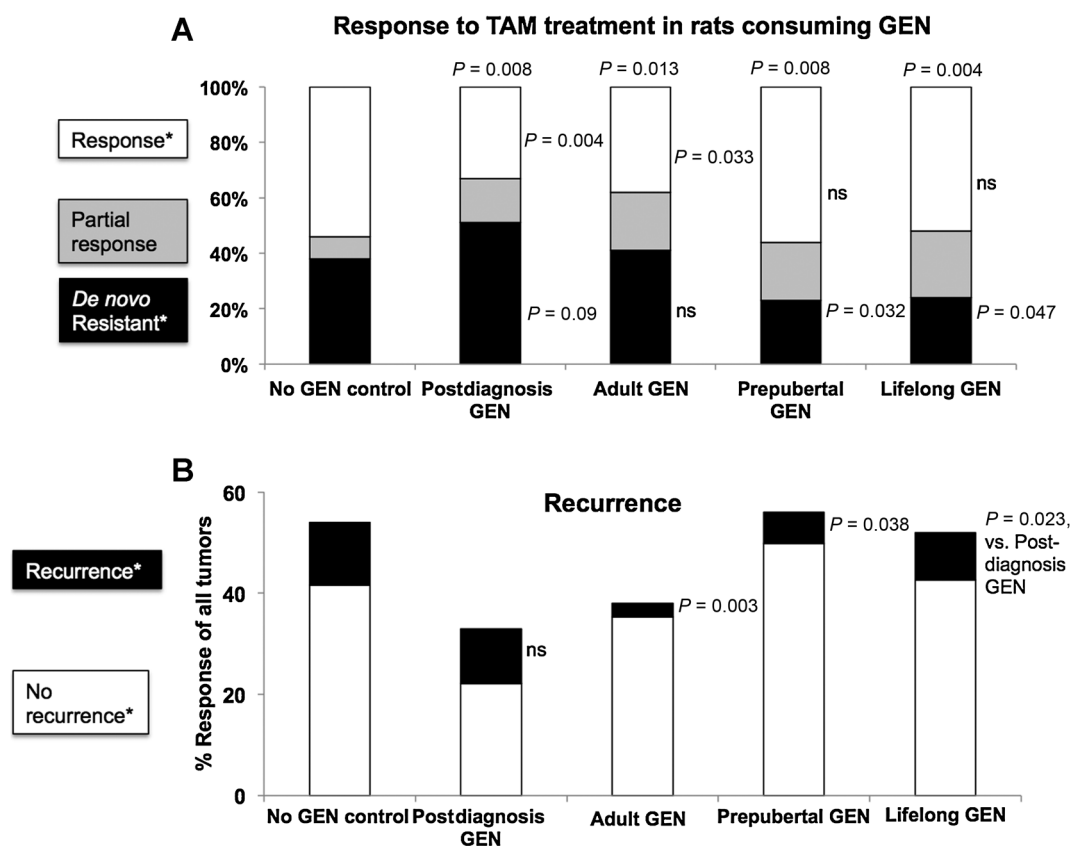 A
Response to TAM treatment in rats consuming GEN
P = 0.008
P = 0.013
P = 0.008
P = 0.004
100%
80%
60%
40%
20%
0%
Response*
Partial
response
De novo
Resistant*
P = 0.004
P = 0.033
ns
ns
P = 0.09
ns
P = 0.032
P = 0.047
No GEN control
Postdiagnosis
GEN
Adult GEN
Prepubertal
GEN
Lifelong GEN
B
Recurrence
% Response of all tumors
60
40
20
0
Recurrence*
No
recurrence*
ns
P = 0.003
P = 0.038
P = 0.023,
vs. Post-
diagnosis
GEN
No GEN control
Postdiagnosis
GEN
Adult GEN
Prepubertal GEN
Lifelong GEN